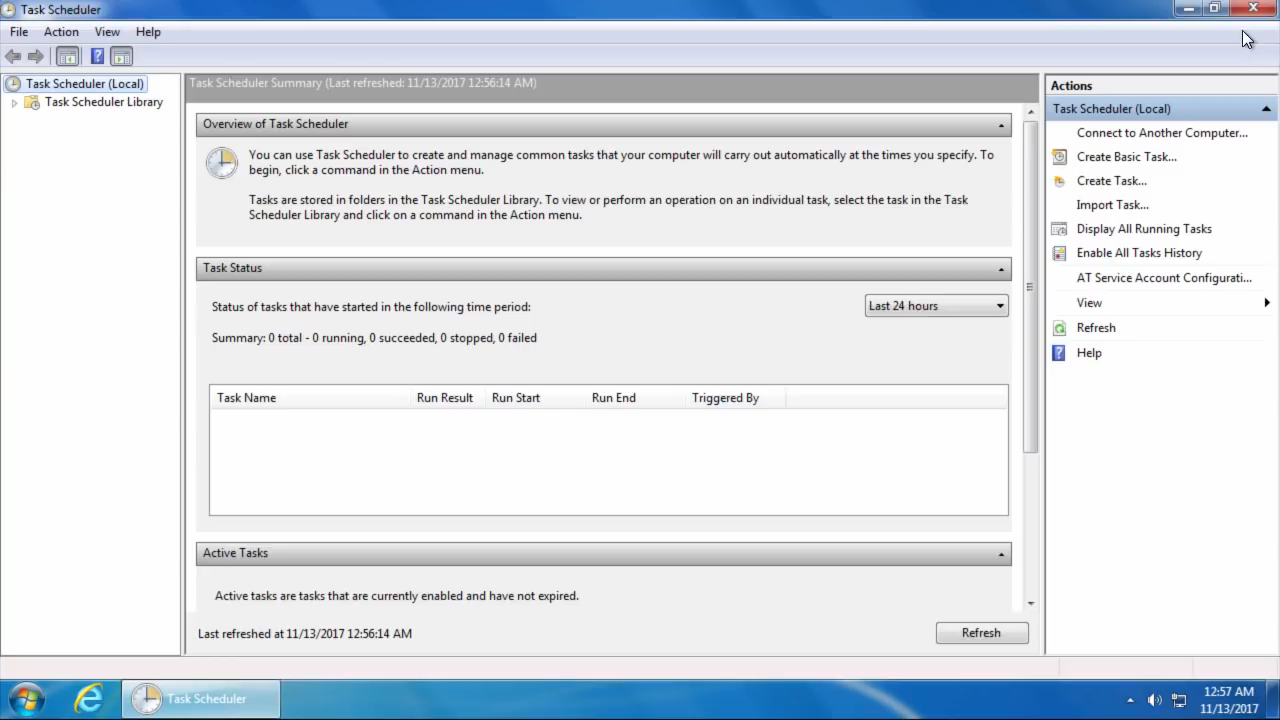 Task Scheduler
File Action View Help
Task Scheduler (Local)
Task Scheduler Library
Task Scheduler Summary (Last refreshed: 11/13/2017 12:56:14 AM)
Overview of Task Scheduler
You can use Task Scheduler to create and manage common tasks that your computer will carry out automatically at the times you specify. To
begin, click a command in the Action menu.
Tasks are stored in folders in the Task Scheduler Library. To view or perform an operation on an individual task, select the task in the Task
Scheduler Library and click on a command in the Action menu.
Task Status
Status of tasks that have started in the following time period:
Last 24 hours
Summary: 0 total - 0 running, 0 succeeded, 0 stopped, 0 failed
Task Name Run Result Run Start Run End Triggered By
Active Tasks
Active tasks are tasks that are currently enabled and have not expired.
Last refreshed at 11/13/2017 12:56:14 AM
Refresh
Actions
Task Scheduler (Local)
Connect to Another Computer...
Create Basic Task...
Create Task...
Import Task...
Display All Running Tasks
Enable All Tasks History
AT Service Account Configurati...
View
Refresh
Help
Task Scheduler
12:57 AM
11/13/2017